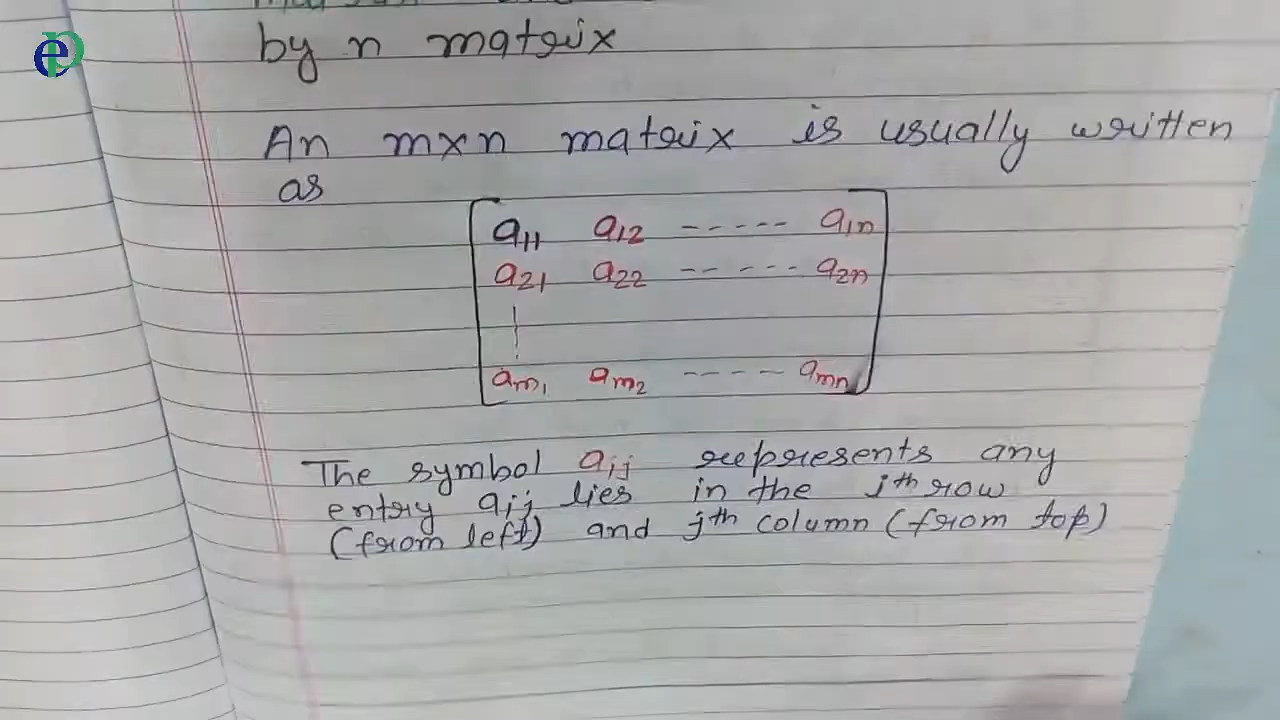 by n matrix
An mxn matrix is usually written
as
a11 a12 ----- a1n
a21 a22 ------ a2n
am1 am2 ----- amn
The symbol aij represents any
entry aij lies in the ith row
(from left) and jth column (from top)